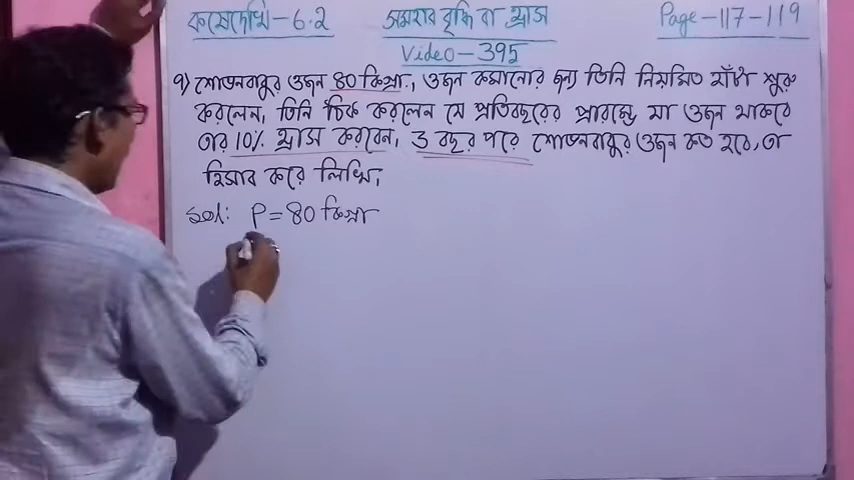 কষেদেখি-6.2 সমহার বৃদ্ধি বা হ্রাস Page-117-119
Video-395
৭) শোভনবাবুর ওজন 80 কিগ্রা., ওজন কমানোর জন্য তিনি নিয়মিত হাঁটা শুরু
করলেন, তিনি ঠিক করলেন যে প্রতিবছরের প্রারম্ভে যা ওজন থাকবে
তার 10% হ্রাস করবেন, 3 বছর পরে শোভনবাবুর ওজন কত হবে, তা
হিসাব করে লিখি,
Sol: P = 80 কিগ্রা